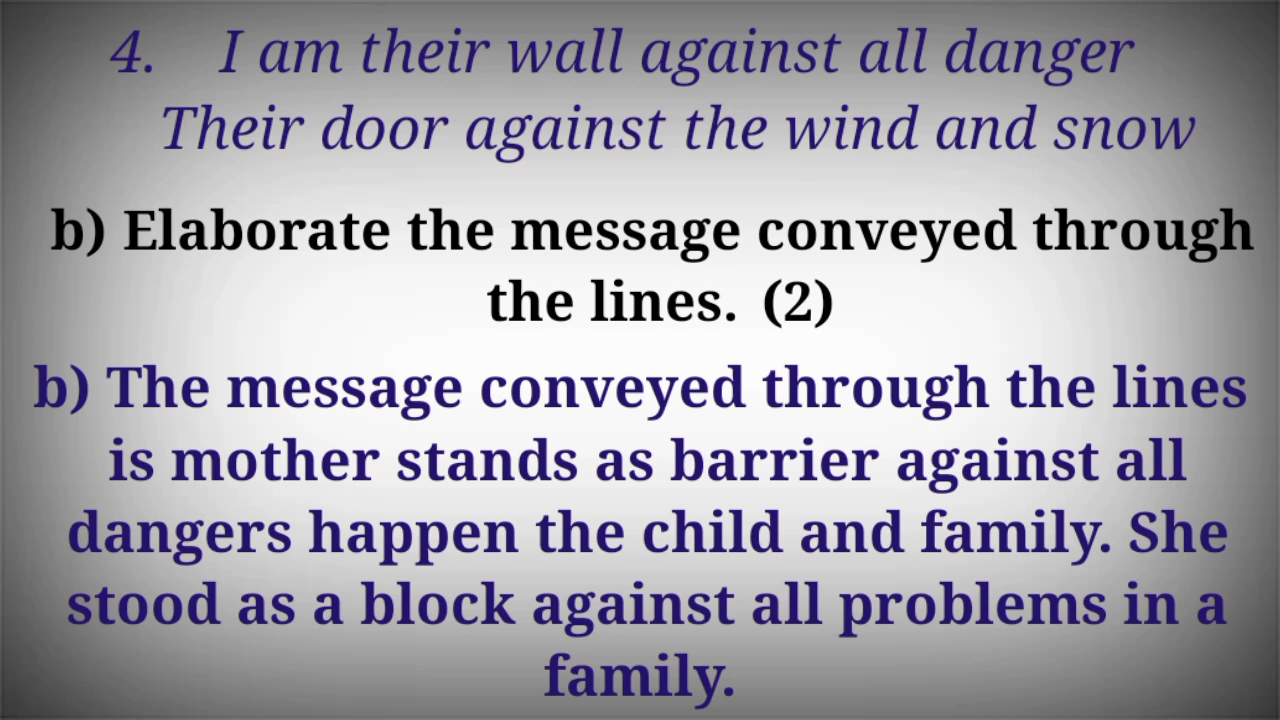 4. I am their wall against all danger
Their door against the wind and snow
b) Elaborate the message conveyed through
the lines. (2)
b) The message conveyed through the lines
is mother stands as barrier against all
dangers happen the child and family. She
stood as a block against all problems in a
family.